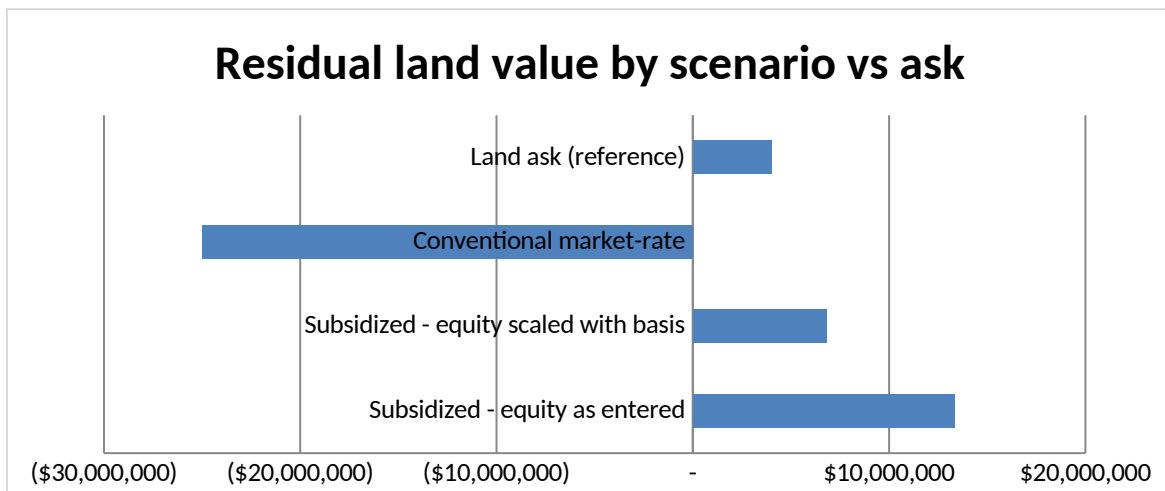 Residual land value by scenario vs ask
Land ask (reference)
Conventional market-rate
Subsidized - equity scaled with basis
Subsidized - equity as entered
($30,000,000) ($20,000,000) ($10,000,000) - $10,000,000 $20,000,000